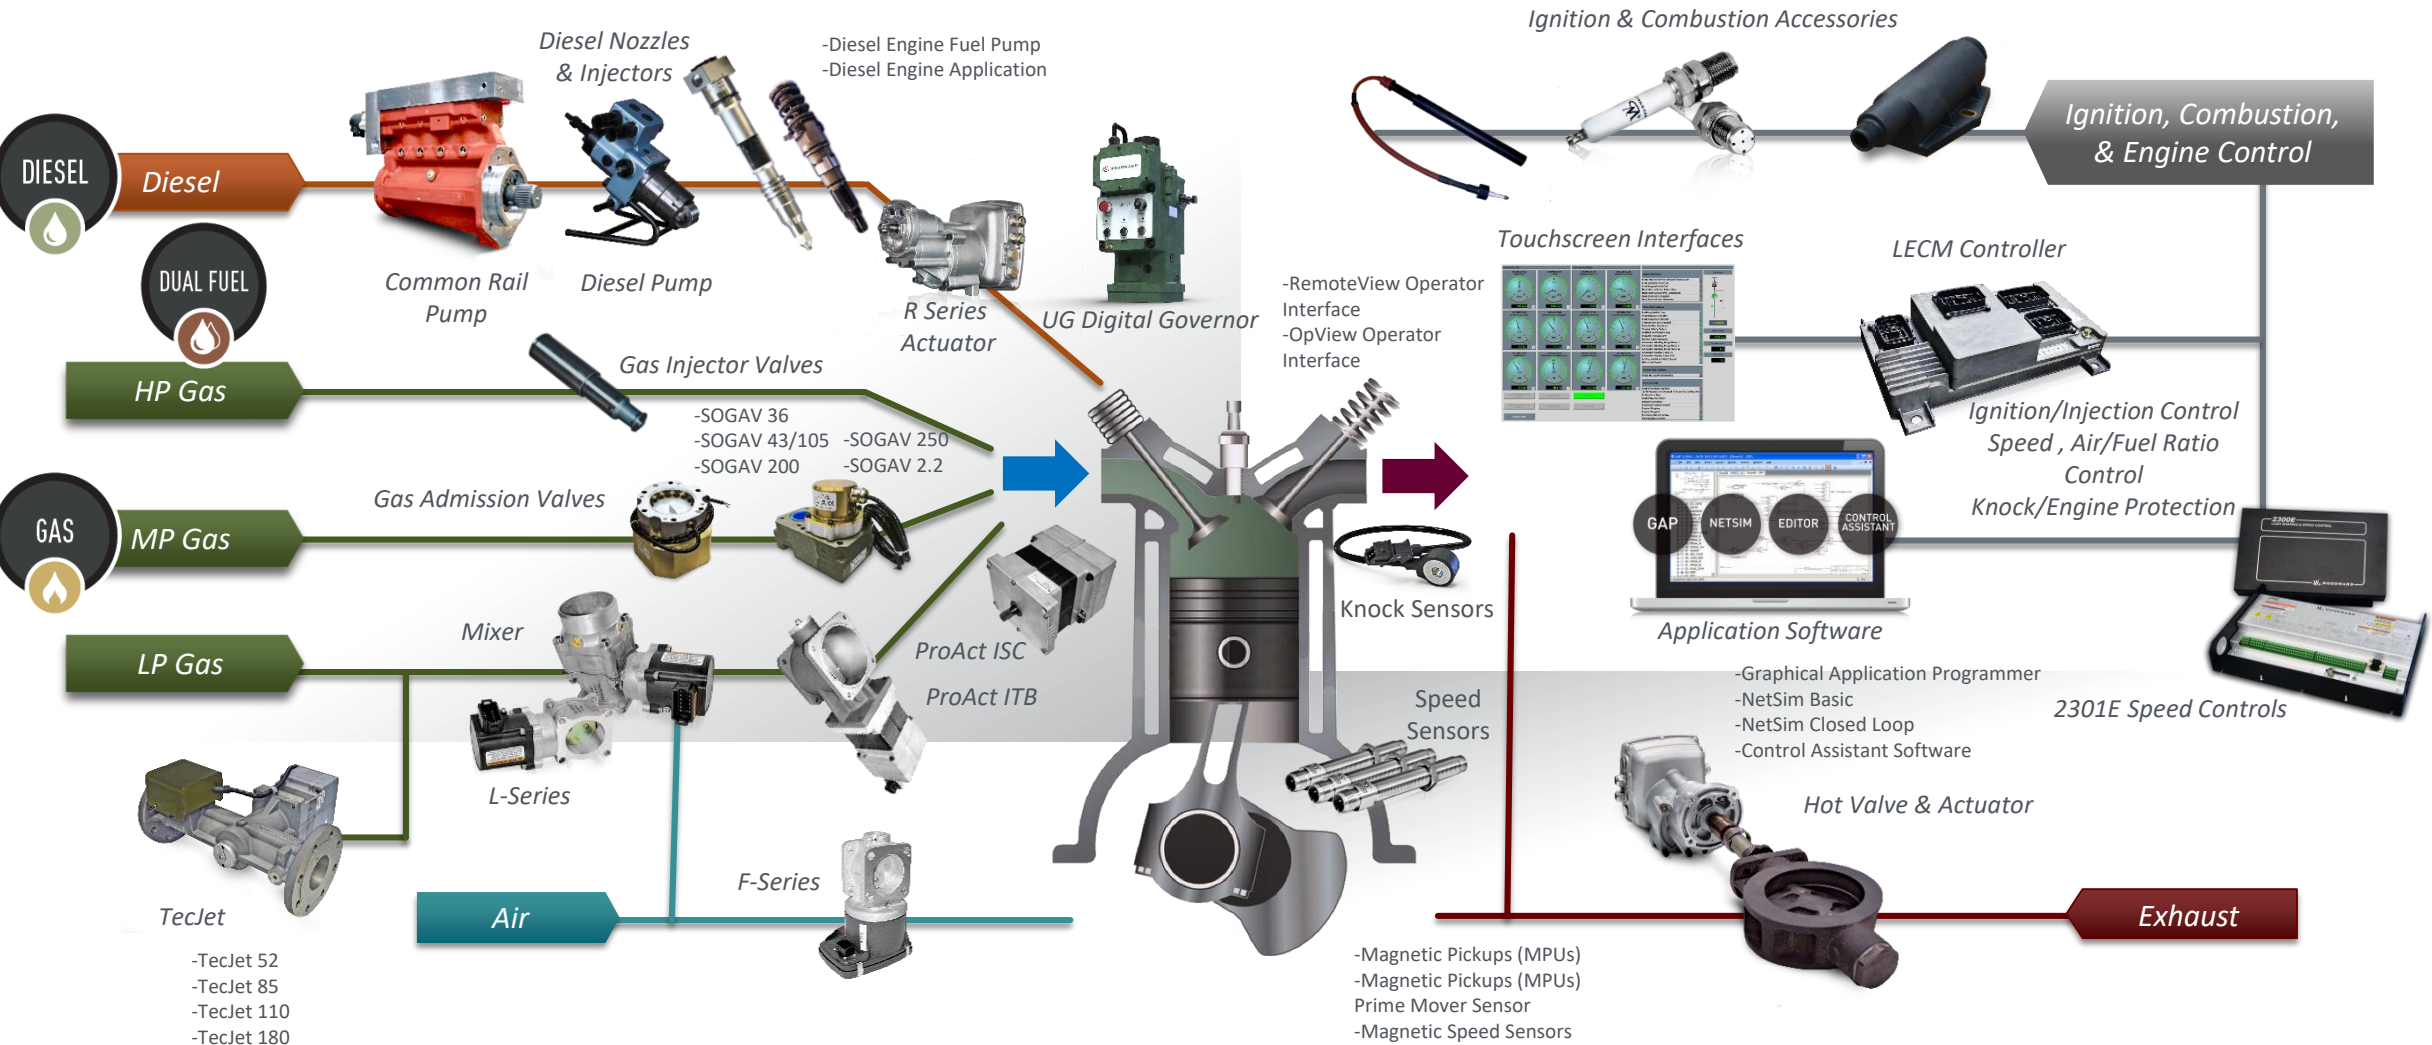 Ignition & Combustion Accessories
Diesel Nozzles
& Injectors
-Diesel Engine Fuel Pump
-Diesel Engine Application
Ignition, Combustion,
& Engine Control
DIESEL
Diesel
Common Rail
Pump
Diesel Pump
R Series
Actuator
UG Digital Governor
DUAL FUEL
Touchscreen Interfaces
-RemoteView Operator
Interface
-OpView Operator
Interface
LECM Controller
HP Gas
Gas Injector Valves
-SOGAV 36
-SOGAV 43/105
-SOGAV 200
-SOGAV 250
-SOGAV 2.2
Ignition/Injection Control
Speed , Air/Fuel Ratio
Control
Knock/Engine Protection
GAS
MP Gas
Gas Admission Valves
GAP
NETSIM
EDITOR
CONTROL
ASSISTANT
2300E
WOODWARD
Knock Sensors
Application Software
-Graphical Application Programmer
-NetSim Basic
-NetSim Closed Loop
-Control Assistant Software
2301E Speed Controls
LP Gas
Mixer
L-Series
ProAct ISC
ProAct ITB
Speed
Sensors
Hot Valve & Actuator
TecJet
-TecJet 52
-TecJet 85
-TecJet 110
-TecJet 180
Air
F-Series
Exhaust
-Magnetic Pickups (MPUs)
-Magnetic Pickups (MPUs)
Prime Mover Sensor
-Magnetic Speed Sensors